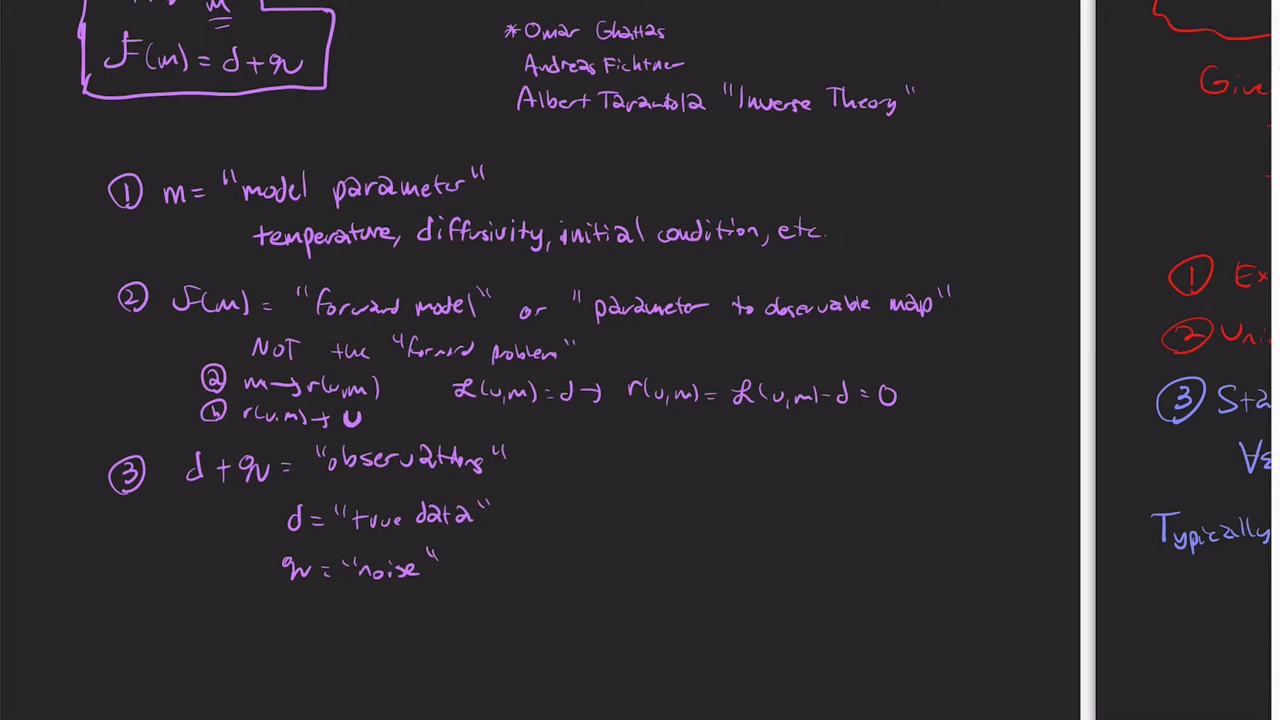 m
F(m) = d+η
* Omar Ghattas
Andreas Fichtner
Albert Tarantola "Inverse Theory"
① m = "model parameter"
temperature, diffusivity, initial condition, etc.
② F(m) = "forward model" or "parameter to observable map"
NOT the "forward problem"
ⓐ m → r(u,m) L(u,m) = d → r(u,m) = L(u,m) - d = 0
ⓑ r(u,m) → u
③ d + η = "observations"
d = "true data"
η = "noise"
Give
① Ex
② Uni
③ Sta
∀ε
Typically